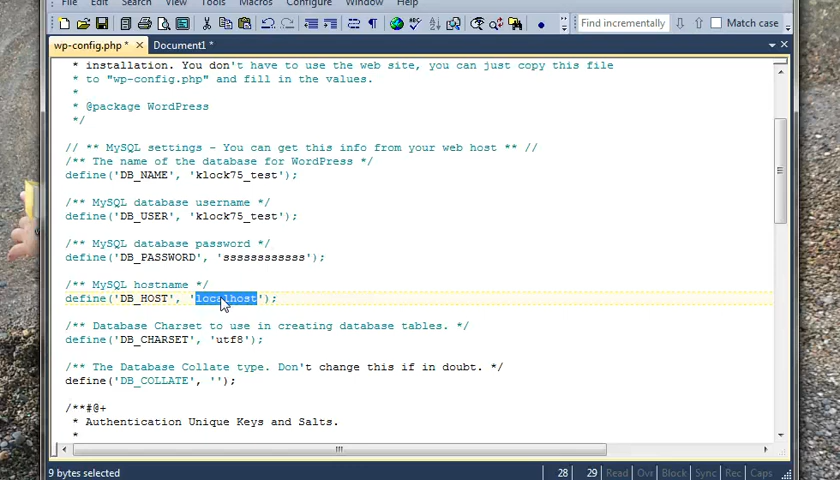 File Edit Search View Tools Macros Configure Window Help
Find incrementally Match case
wp-config.php * Document1 *
* installation. You don't have to use the web site, you can just copy this file
* to "wp-config.php" and fill in the values.
*
* @package WordPress
*/
// ** MySQL settings - You can get this info from your web host ** //
/** The name of the database for WordPress */
define('DB_NAME', 'klock75_test');
/** MySQL database username */
define('DB_USER', 'klock75_test');
/** MySQL database password */
define('DB_PASSWORD', 'ssssssssssss');
/** MySQL hostname */
define('DB_HOST', 'localhost');
/** Database Charset to use in creating database tables. */
define('DB_CHARSET', 'utf8');
/** The Database Collate type. Don't change this if in doubt. */
define('DB_COLLATE', '');
/**#@+
* Authentication Unique Keys and Salts.
*
9 bytes selected 28 29 Read Ovr Block Sync Rec Caps